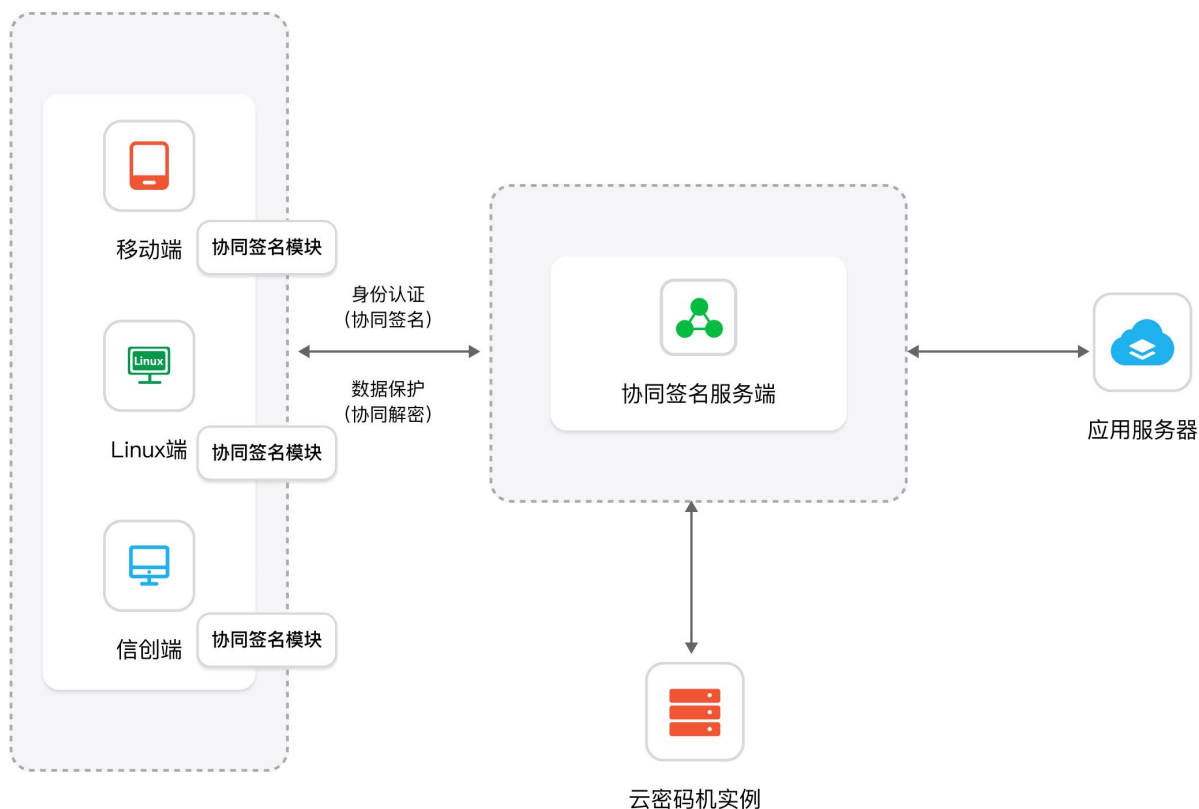 移动端
协同签名模块
Linux
Linux端
协同签名模块
信创端
协同签名模块
身份认证
（协同签名）
数据保护
（协同解密）
协同签名服务端
应用服务器
云密码机实例